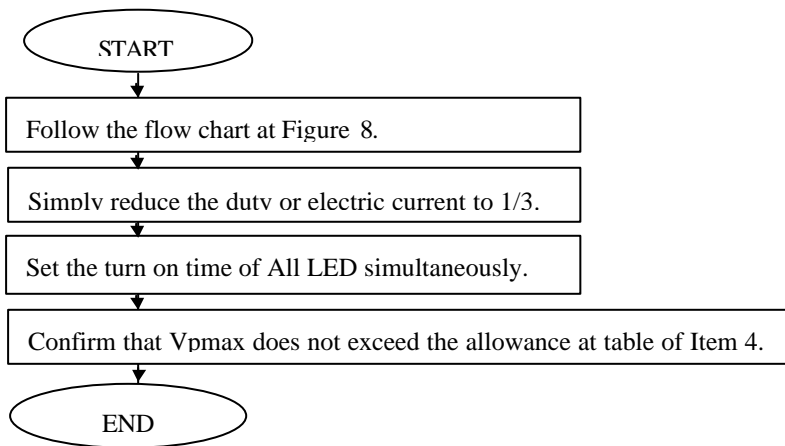 START
Follow the flow chart at Figure 8.
Simply reduce the duty or electric current to 1/3.
Set the turn on time of All LED simultaneously.
Confirm that Vpmax does not exceed the allowance at table of Item 4.
END